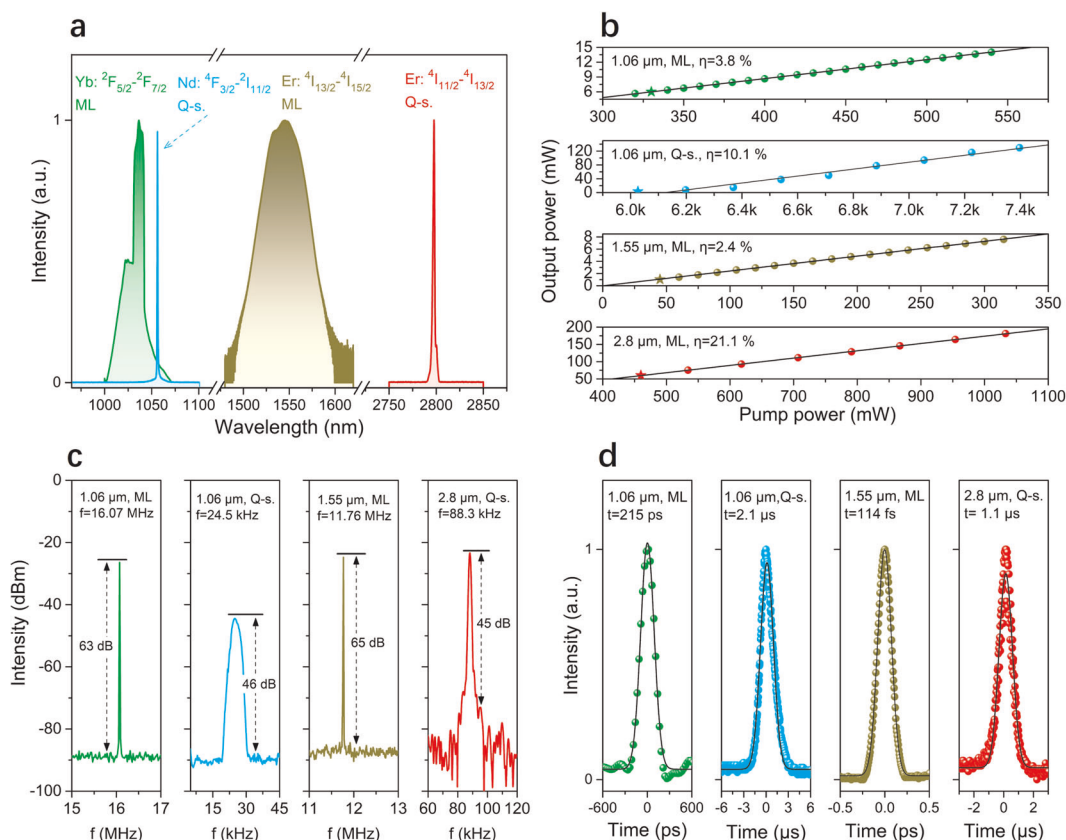 a
Yb: ²F₅/₂-²F₇/₂
ML
Nd: ⁴F₃/₂-²I₁₁/₂
Q-s.
Er: ⁴I₁₃/₂-⁴I₁₅/₂
ML
Er: ⁴I₁₁/₂-⁴I₁₃/₂
Q-s.
Intensity (a.u.)
1
0
1000 1050 1100 1500 1550 1600 2750 2800 2850
Wavelength (nm)
b
Output power (mW)
1.06 μm, ML, η=3.8 %
15
12
9
6
300 350 400 450 500 550
1.06 μm, Q-s., η=10.1 %
120
80
40
0
6.0k 6.2k 6.4k 6.6k 6.8k 7.0k 7.2k 7.4k
1.55 μm, ML, η=2.4 %
8
6
4
2
0
0 50 100 150 200 250 300 350
2.8 μm, ML, η=21.1 %
200
150
100
50
400 500 600 700 800 900 1000 1100
Pump power (mW)
c
Intensity (dBm)
0
-20
-40
-60
-80
-100
1.06 μm, ML
f=16.07 MHz
63 dB
15 16 17
f (MHz)
1.06 μm, Q-s.
f=24.5 kHz
46 dB
15 30 45
f (kHz)
1.55 μm, ML
f=11.76 MHz
65 dB
11 12 13
f (MHz)
2.8 μm, Q-s.
f=88.3 kHz
45 dB
60 80 100 120
f (kHz)
d
Intensity (a.u.)
1
0
1.06 μm, ML
t=215 ps
-600 0 600
Time (ps)
1.06 μm,Q-s.
t=2.1 μs
-6 -3 0 3 6
Time (μs)
1.55 μm, ML
t=114 fs
-0.5 0.0 0.5
Time (ps)
2.8 μm, Q-s.
t= 1.1 μs
-3 0 3
Time (μs)